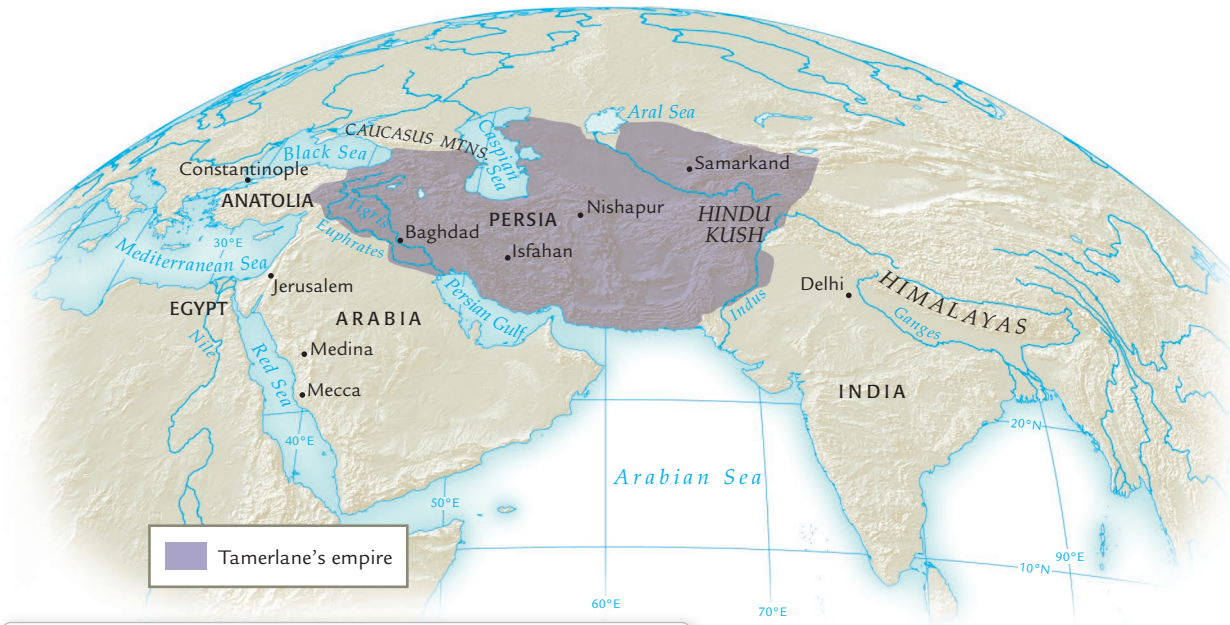 Aral Sea
CAUCASUS MTNS.
Caspian
Sea
Black Sea
Constantinople
Samarkand
ANATOLIA
Tigris
PERSIA
Nishapur
HINDU
KUSH
Baghdad
Euphrates
Isfahan
30°E
Mediterranean Sea
Jerusalem
Persian Gulf
Delhi
HIMALAYAS
Indus
Ganges
EGYPT
ARABIA
Nile
Red Sea
Medina
Mecca
INDIA
20°N
40°E
Arabian Sea
50°E
Tamerlane's empire
90°E
10°N
60°E
70°E